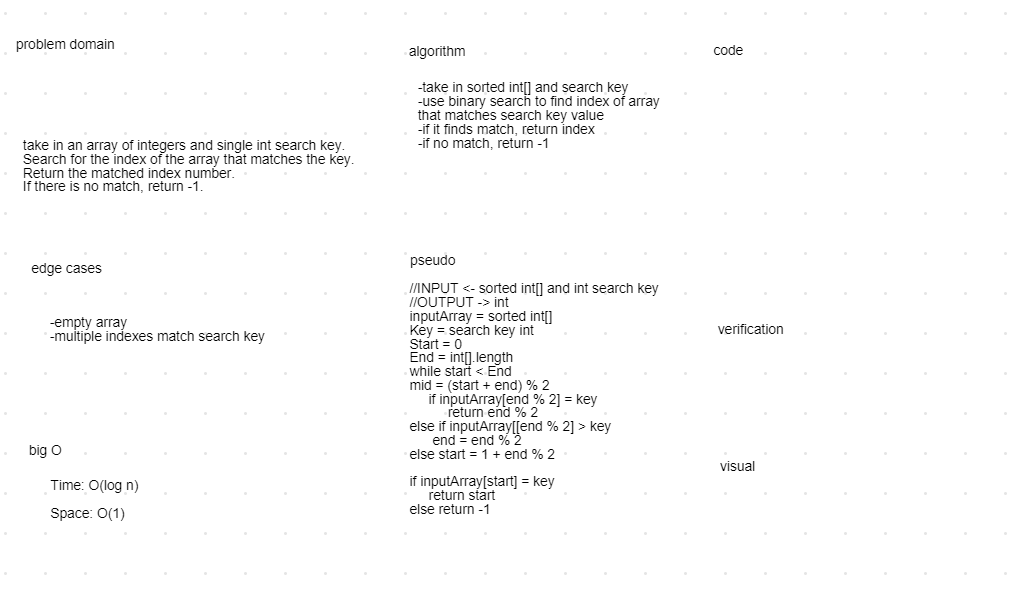 problem domain
take in an array of integers and single int search key.
Search for the index of the array that matches the key.
Return the matched index number.
If there is no match, return -1.
edge cases
-empty array
-multiple indexes match search key
big O
Time: O(log n)
Space: O(1)
algorithm
-take in sorted int[] and search key
-use binary search to find index of array
that matches search key value
-if it finds match, return index
-if no match, return -1
pseudo
//INPUT <- sorted int[] and int search key
//OUTPUT -> int
inputArray = sorted int[]
Key = search key int
Start = 0
End = int[].length
while start < End
mid = (start + end) % 2
if inputArray[end % 2] = key
return end % 2
else if inputArray[[end % 2] > key
end = end % 2
else start = 1 + end % 2
if inputArray[start] = key
return start
else return -1
code
verification
visual